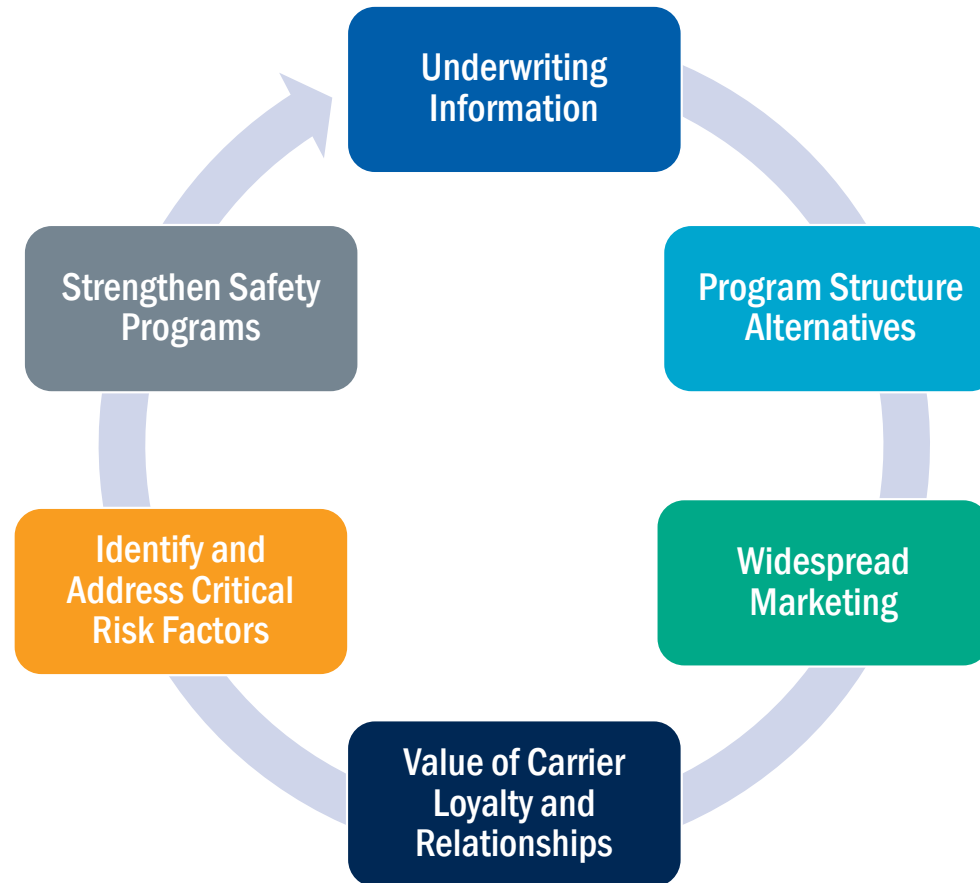 Underwriting
Information
Program Structure
Alternatives
Widespread
Marketing
Value of Carrier
Loyalty and
Relationships
Identify and
Address Critical
Risk Factors
Strengthen Safety
Programs